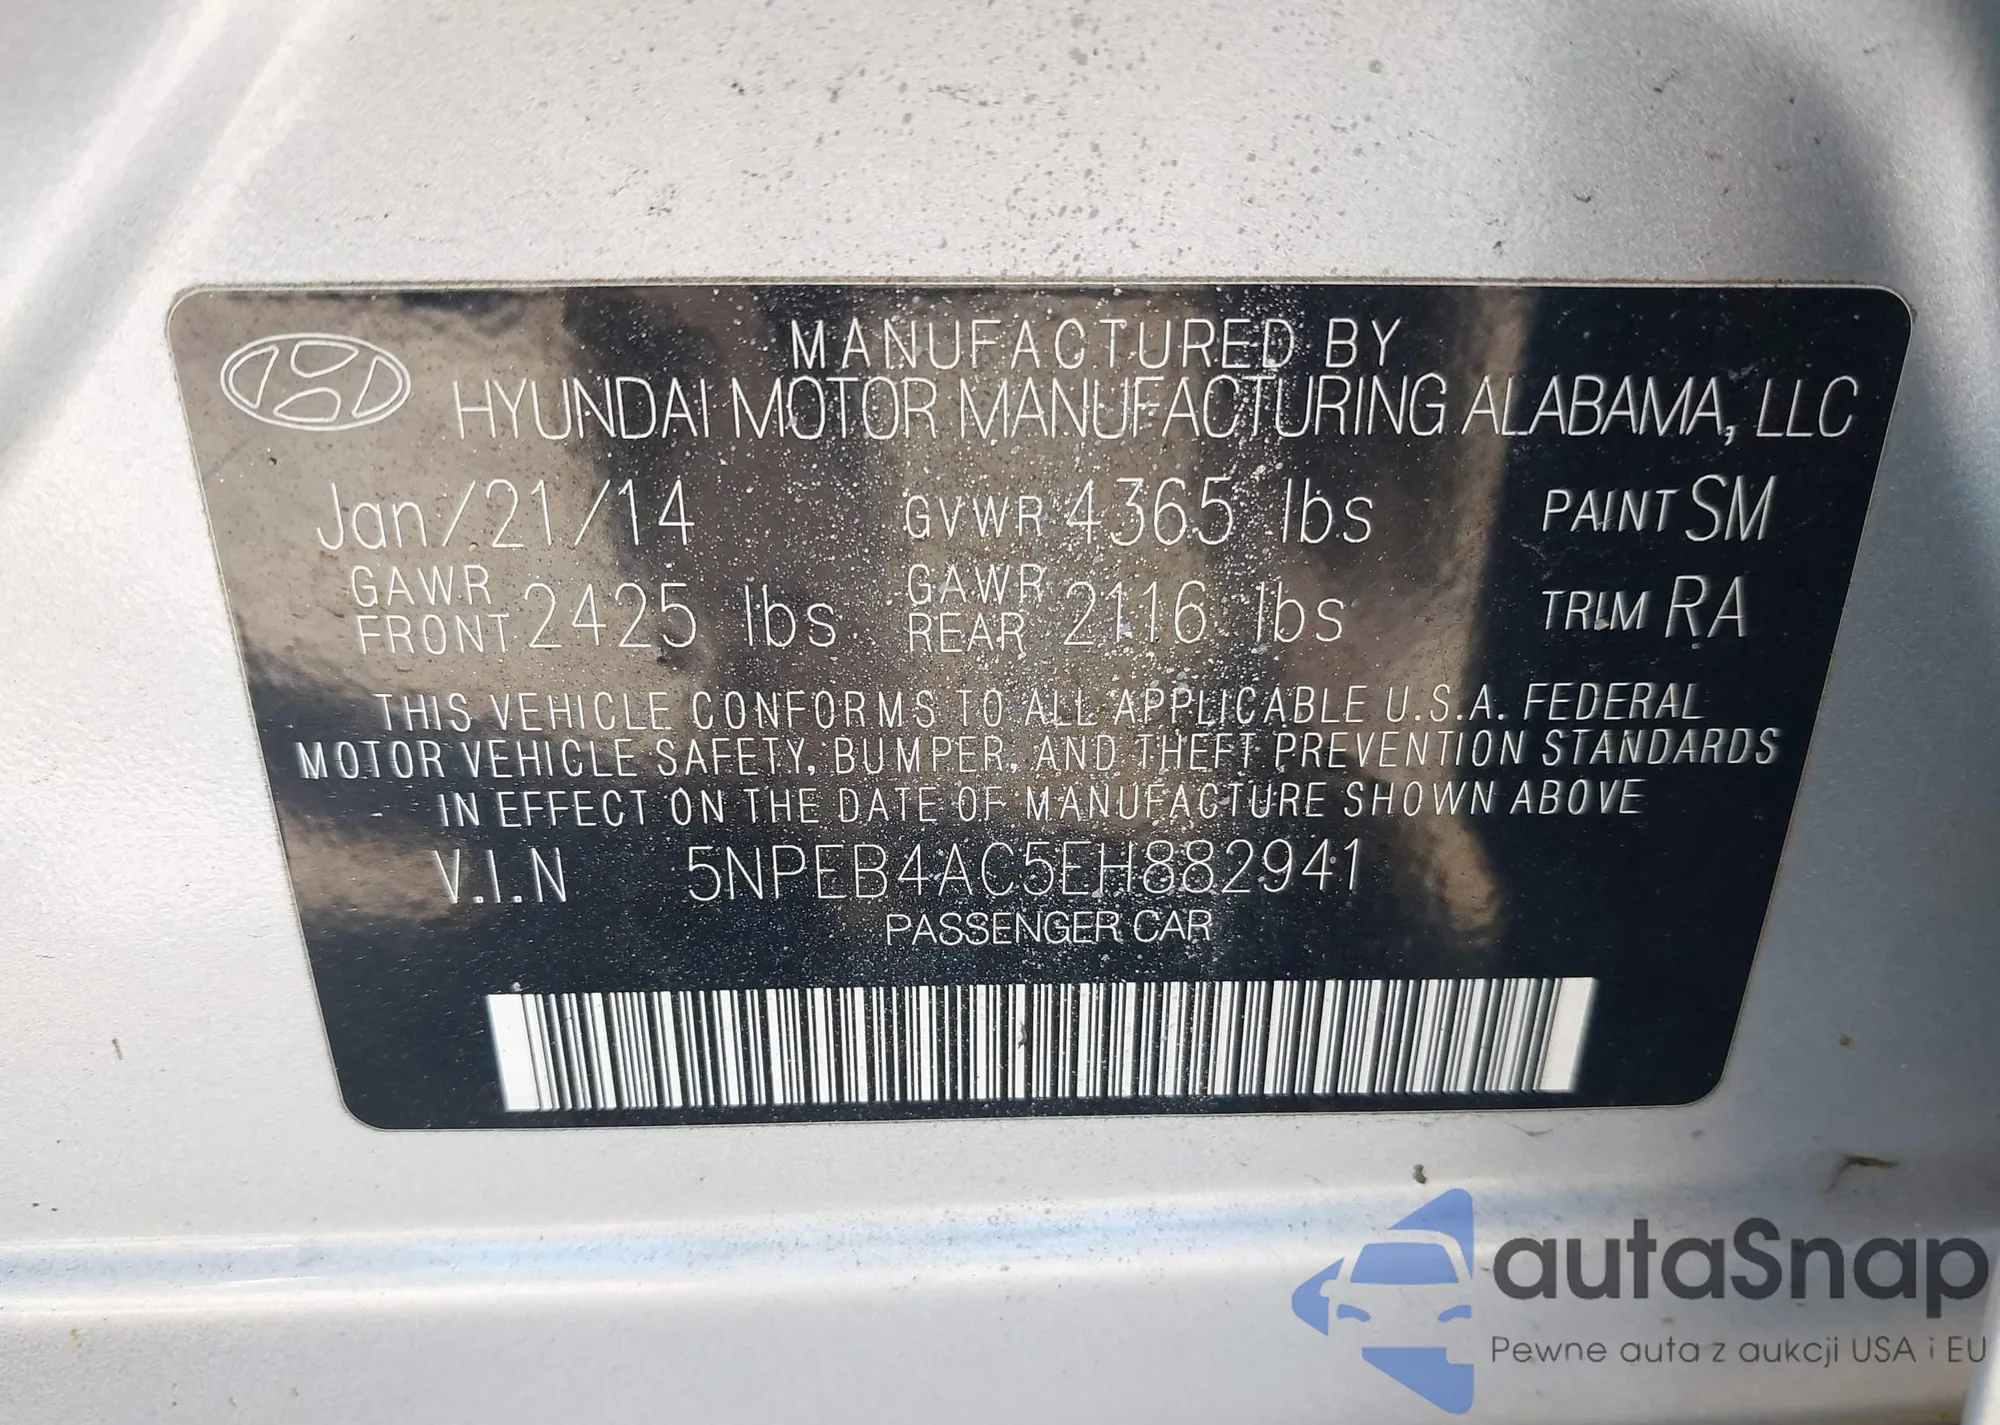 MANUFACTURED BY
HYUNDAI MOTOR MANUFACTURING ALABAMA, LLC
Jan/21/14 GVWR 4365 lbs PAINT SM
GAWR FRONT 2425 lbs GAWR REAR 2116 lbs TRIM RA
THIS VEHICLE CONFORMS TO ALL APPLICABLE U.S.A. FEDERAL
MOTOR VEHICLE SAFETY, BUMPER, AND THEFT PREVENTION STANDARDS
IN EFFECT ON THE DATE OF MANUFACTURE SHOWN ABOVE
V.I.N 5NPEB4AC5EH882941
PASSENGER CAR
autaSnap
Pewne auta z aukcji USA i EU